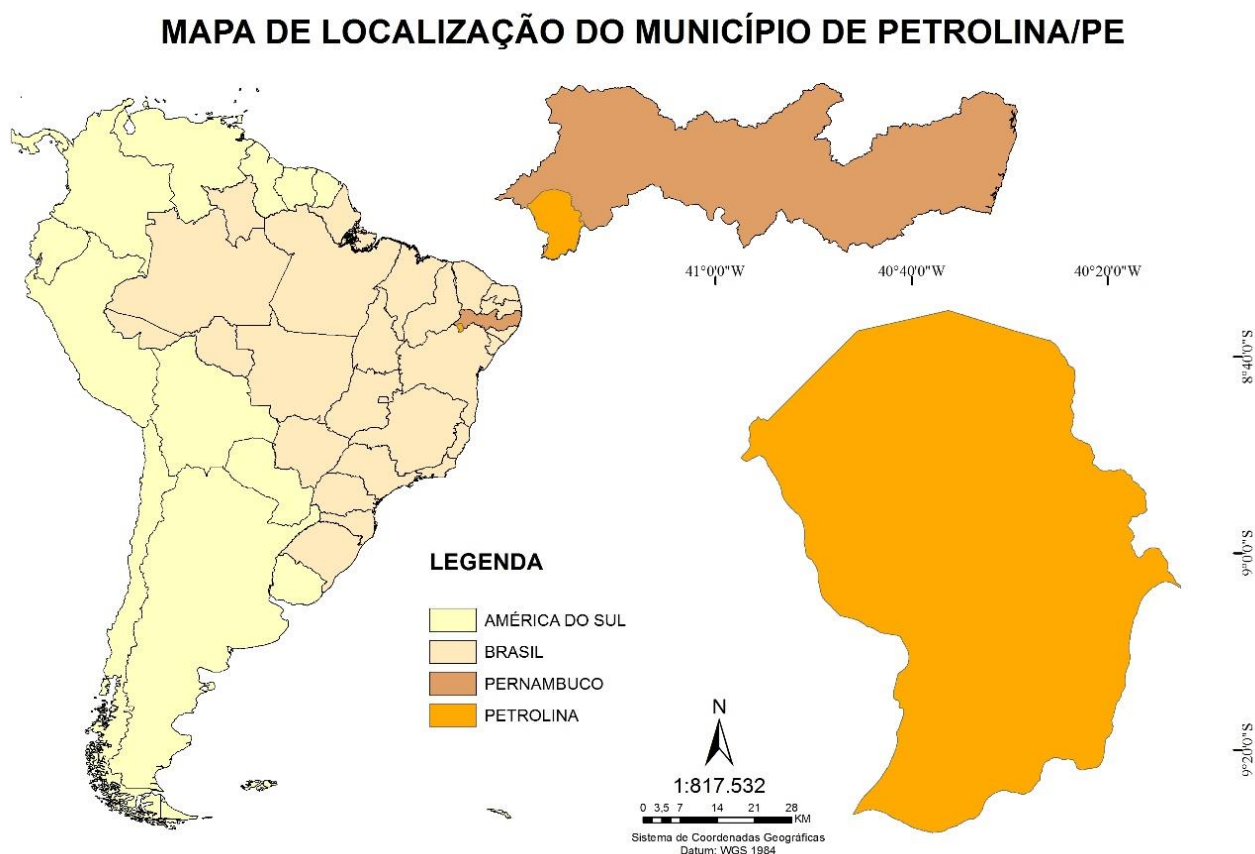 MAPA DE LOCALIZAÇÃO DO MUNICÍPIO DE PETROLINA/PE
41°0'0"W 40°40'0"W 40°20'0"W
8°40'0"S
9°0'0"S
9°20'0"S
LEGENDA
AMÉRICA DO SUL
BRASIL
PERNAMBUCO
PETROLINA
N
1:817.532
0 3,5 7 14 21 28
KM
Sistema de Coordenadas Geográficas
Datum: WGS 1984